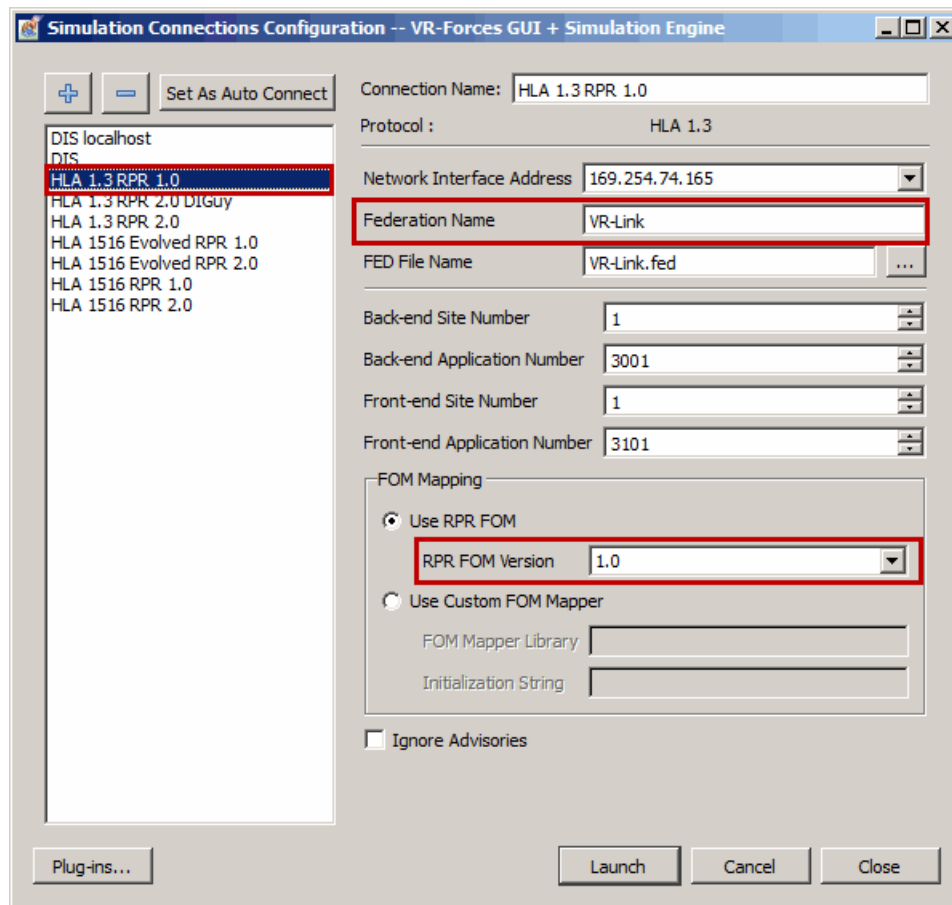 Simulation Connections Configuration -- VR-Forces GUI + Simulation Engine
Set As Auto Connect
DIS localhost
DIS
HLA 1.3 RPR 1.0
HLA 1.3 RPR 2.0 DIGuy
HLA 1.3 RPR 2.0
HLA 1516 Evolved RPR 1.0
HLA 1516 Evolved RPR 2.0
HLA 1516 RPR 1.0
HLA 1516 RPR 2.0
Connection Name: HLA 1.3 RPR 1.0
Protocol : HLA 1.3
Network Interface Address 169.254.74.165
Federation Name VR-Link
FED File Name VR-Link.fed ...
Back-end Site Number 1
Back-end Application Number 3001
Front-end Site Number 1
Front-end Application Number 3101
FOM Mapping
Use RPR FOM
RPR FOM Version 1.0
Use Custom FOM Mapper
FOM Mapper Library
Initialization String
Ignore Advisories
Plug-ins... Launch Cancel Close